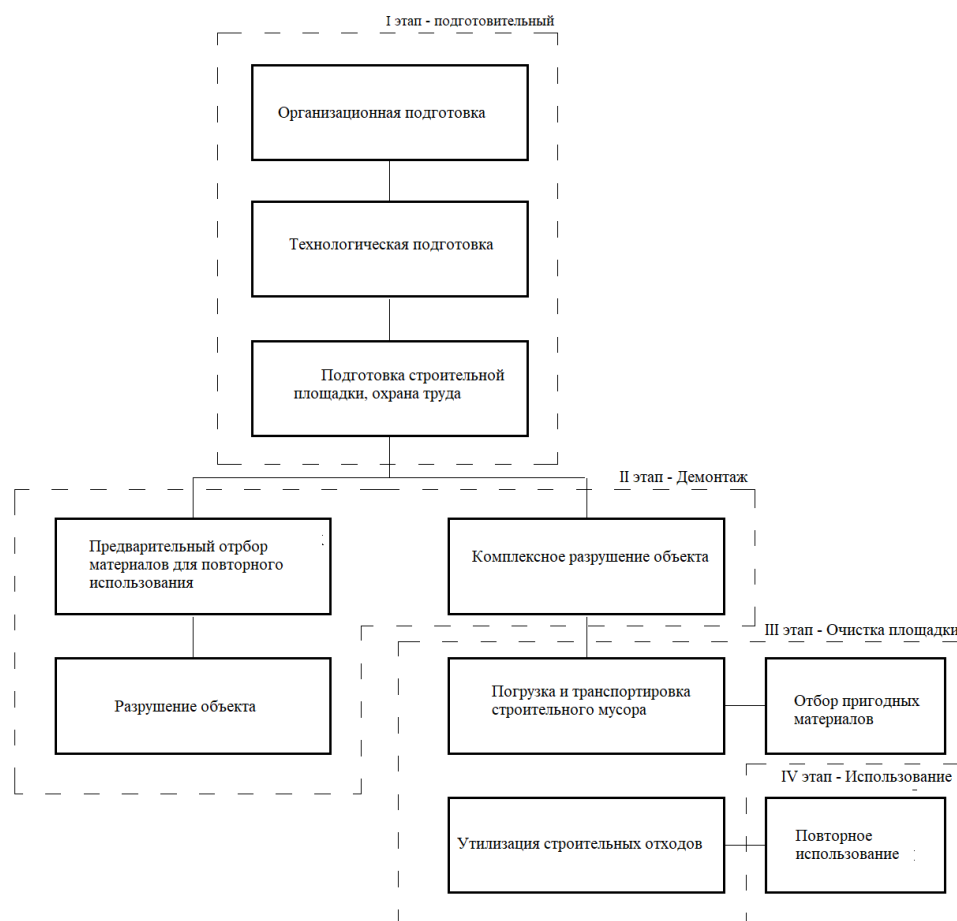 I этап - подготовительный
Организационная подготовка
Технологическая подготовка
Подготовка строительной
площадки, охрана труда
II этап - Демонтаж
Предварительный отрбор
материалов для повторного
использования
Комплексное разрушение объекта
III этап - Очистка площадки
Разрушение объекта
Погрузка и транспортировка
строительного мусора
Отбор пригодных
материалов
IV этап - Использование
Утилизация строительных отходов
Повторное
использование